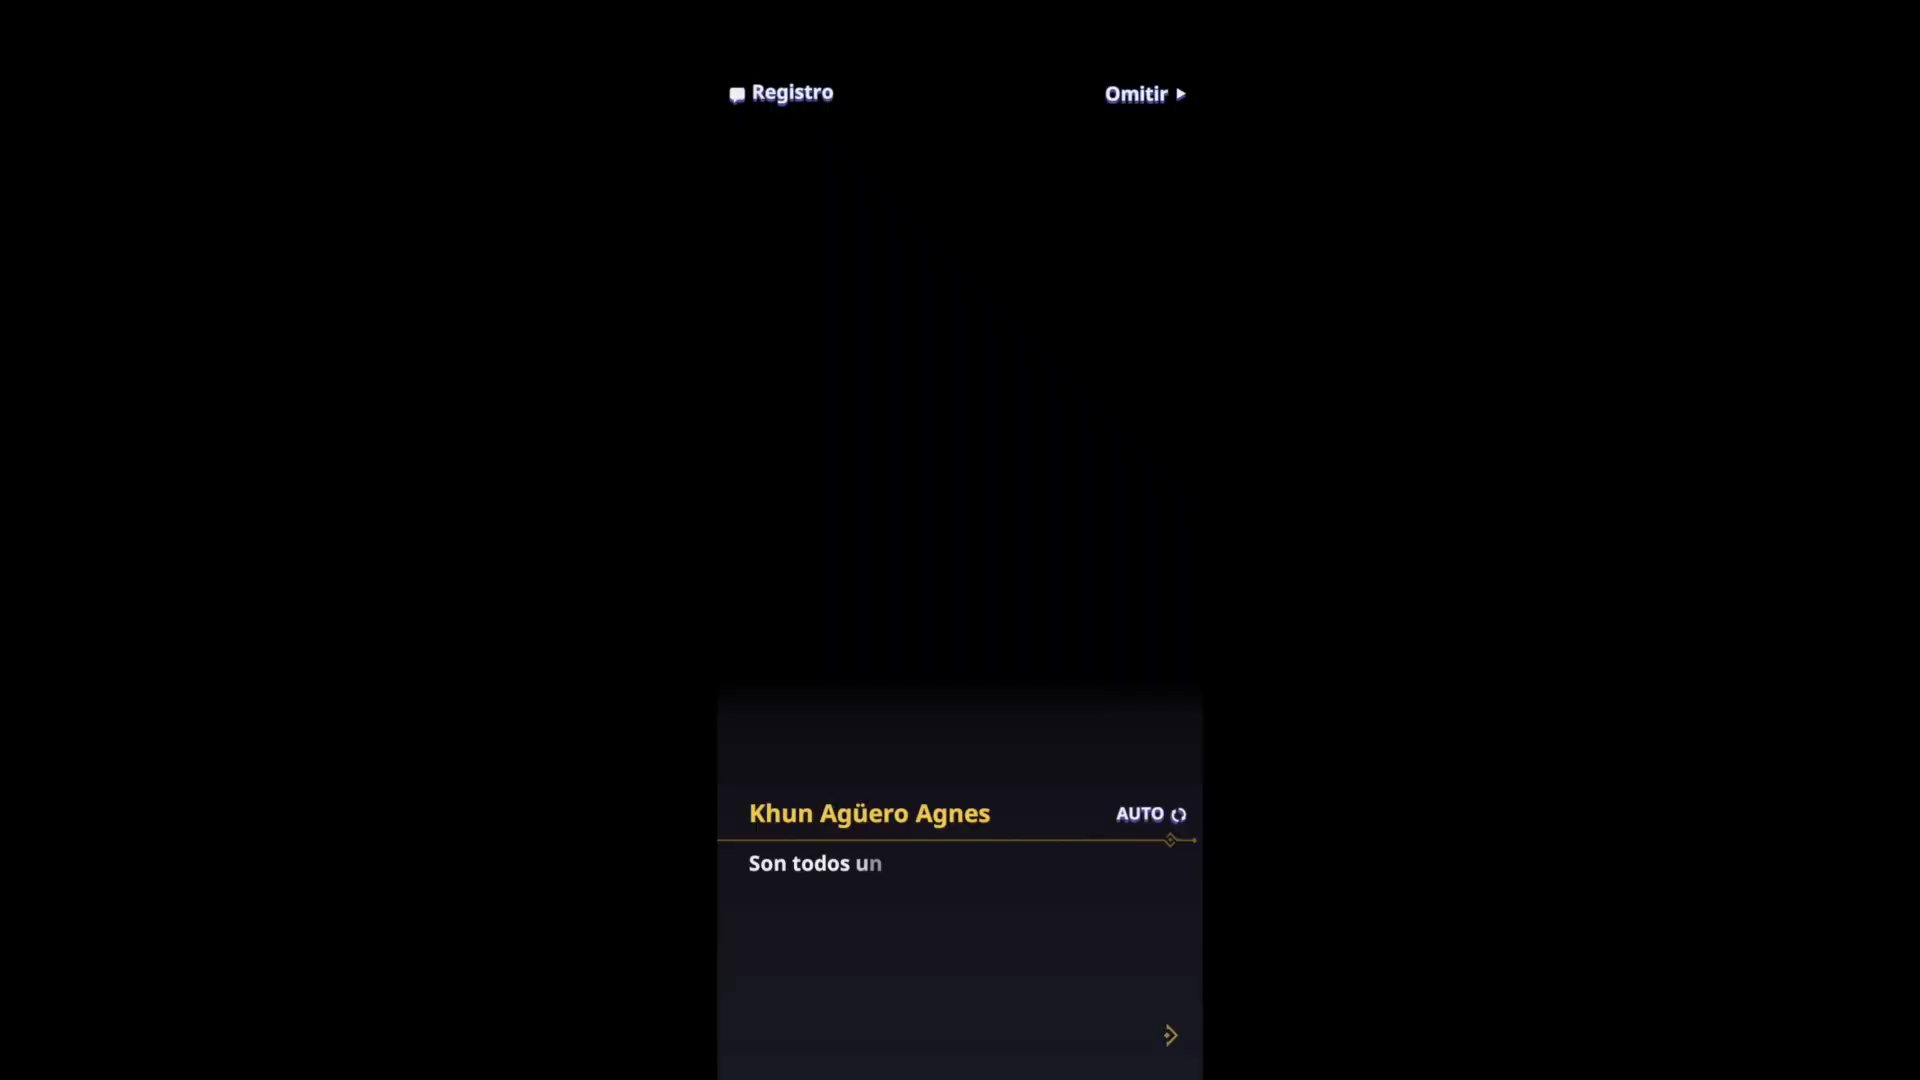 Registro
Omitir
Khun Agüero Agnes
AUTO
Son todos un